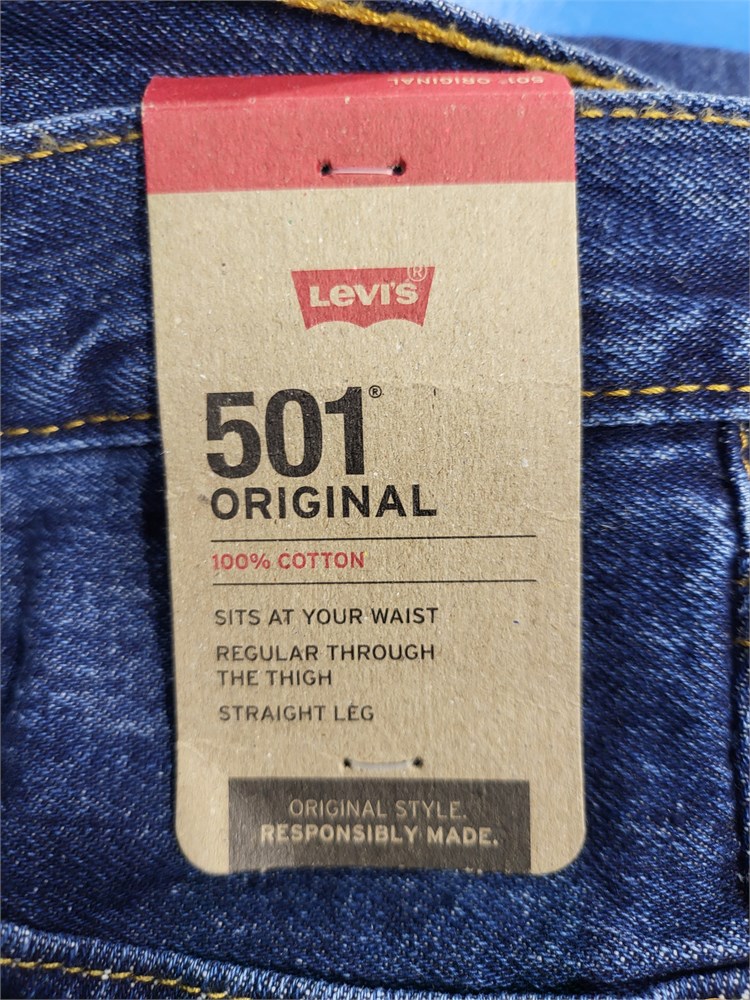 501® ORIGINAL
LEVI'S®
501®
ORIGINAL
100% COTTON
SITS AT YOUR WAIST
REGULAR THROUGH
THE THIGH
STRAIGHT LEG
ORIGINAL STYLE.
RESPONSIBLY MADE.